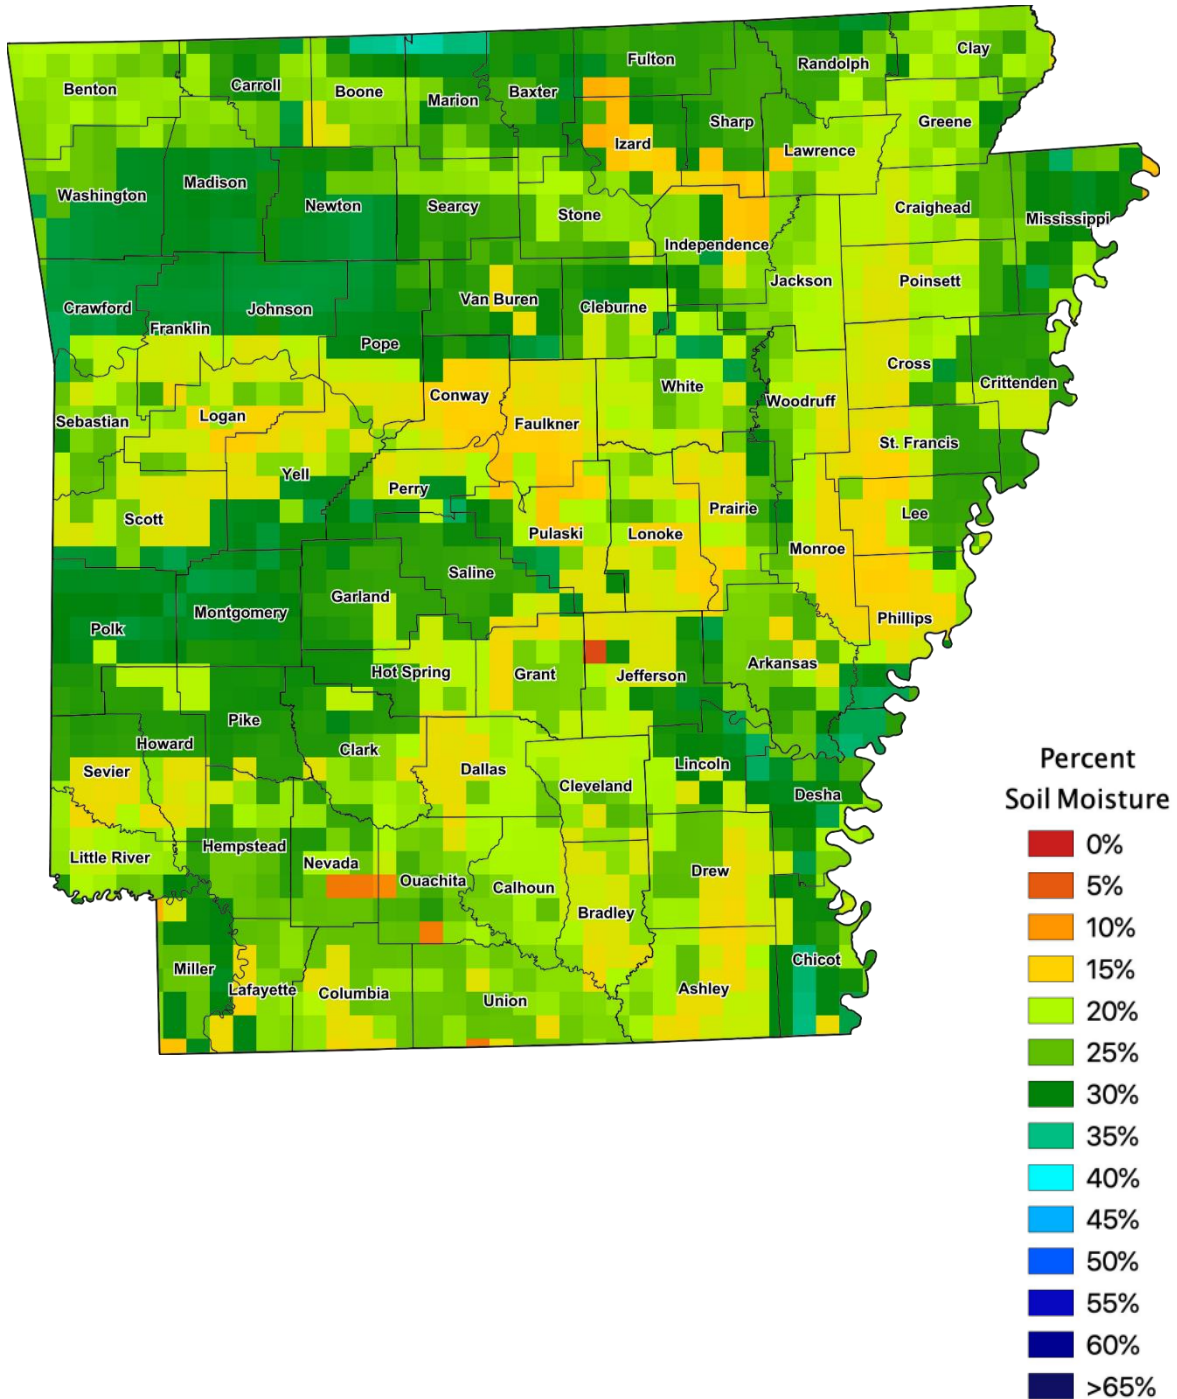 Clay
Fulton
Randolph
Benton
Carroll
Boone
Marion
Baxter
Sharp
Greene
Izard
Lawrence
Washington
Madison
Newton
Searcy
Stone
Craighead
Mississippi
Independence
Jackson
Poinsett
Crawford
Johnson
Van Buren
Cleburne
Franklin
Pope
Cross
Crittenden
White
Woodruff
Conway
Sebastian
Logan
Faulkner
St. Francis
Yell
Perry
Prairie
Lee
Scott
Pulaski
Lonoke
Monroe
Saline
Garland
Montgomery
Polk
Phillips
Hot Spring
Grant
Jefferson
Arkansas
Pike
Howard
Clark
Sevier
Dallas
Cleveland
Lincoln
Desha
Little River
Hempstead
Nevada
Ouachita
Calhoun
Drew
Bradley
Miller
Chicot
Lafayette
Columbia
Union
Ashley
Percent
Soil Moisture
0%
5%
10%
15%
20%
25%
30%
35%
40%
45%
50%
55%
60%
>65%